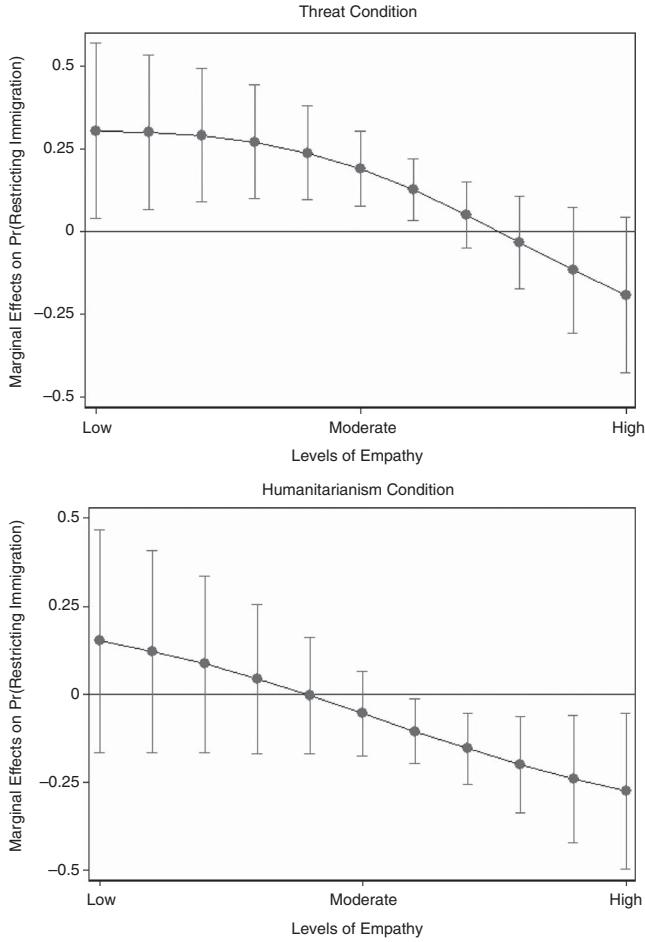 Threat Condition
Marginal Effects on Pr(Restricting Immigration)
0.5
0.25
0
−0.25
−0.5
Low Moderate High
Levels of Empathy
Humanitarianism Condition
Marginal Effects on Pr(Restricting Immigration)
0.5
0.25
0
−0.25
−0.5
Low Moderate High
Levels of Empathy